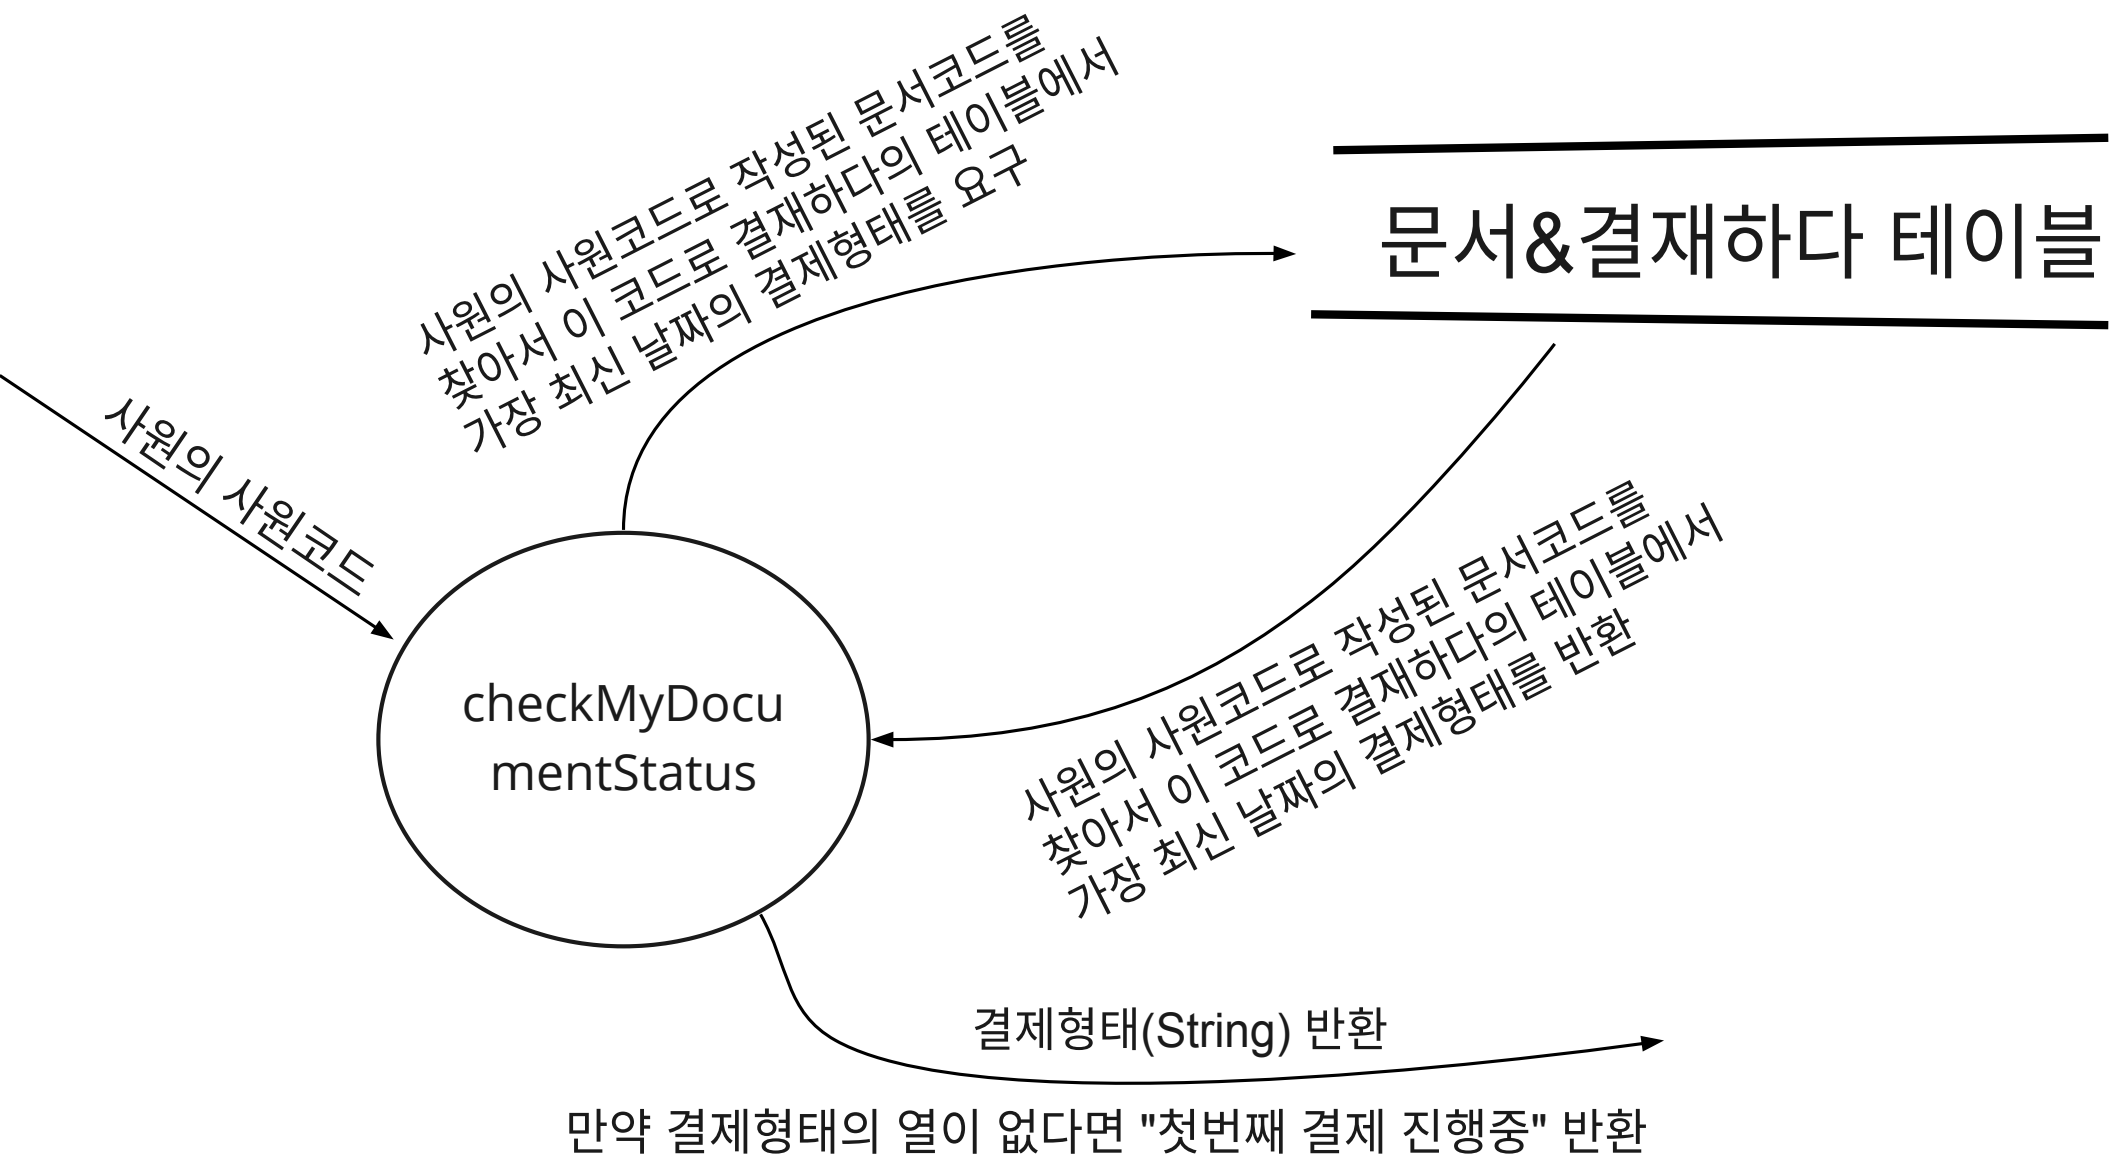 사원의 사원코드로 작성된 문서코드를
찾아서 이 코드로 결재하다의 테이블에서
가장 최신 날짜의 결제형태를 요구
문서&결재하다 테이블
사원의 사원코드
checkMyDocu
mentStatus
사원의 사원코드로 작성된 문서코드를
찾아서 이 코드로 결재하다의 테이블에서
가장 최신 날짜의 결제형태를 반환
결제형태(String) 반환
만약 결제형태의 열이 없다면 "첫번째 결제 진행중" 반환